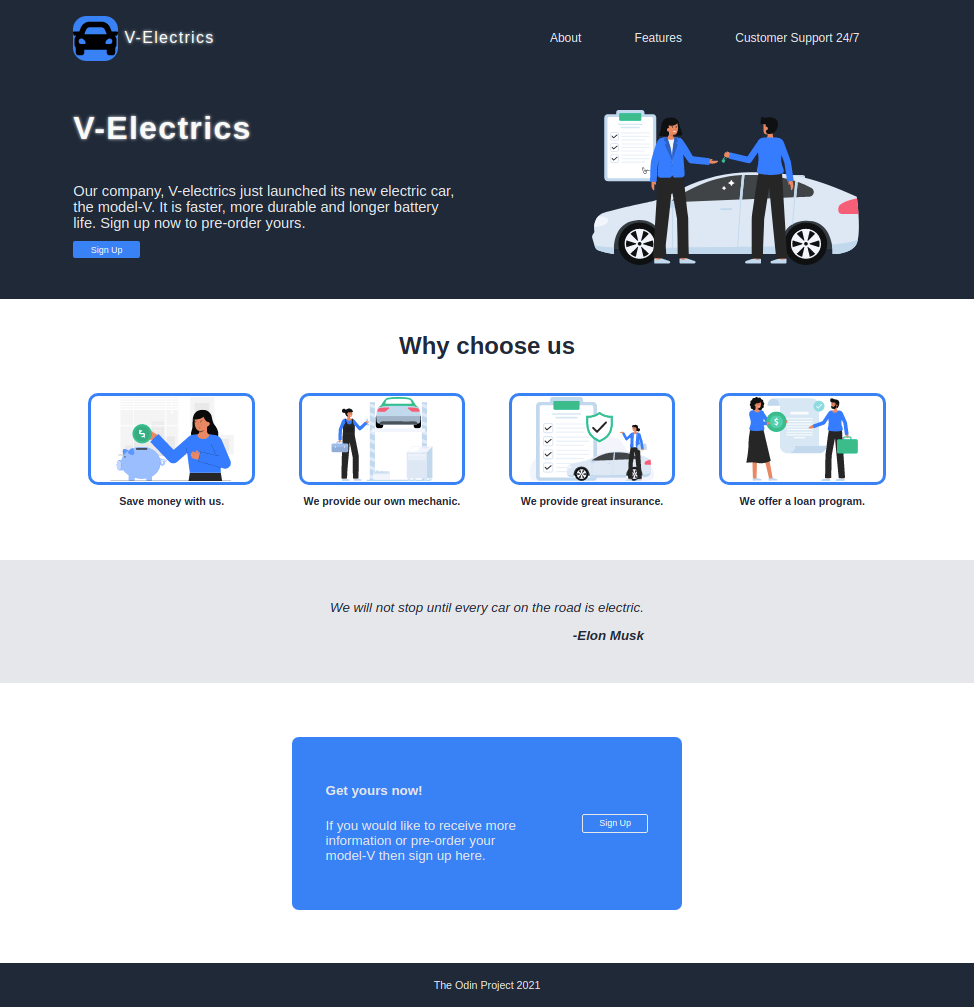 V-Electrics
About
Features
Customer Support 24/7
V-Electrics
Our company, V-electrics just launched its new electric car,
the model-V. It is faster, more durable and longer battery
life. Sign up now to pre-order yours.
Sign Up
Why choose us
Save money with us.
We provide our own mechanic.
We provide great insurance.
We offer a loan program.
We will not stop until every car on the road is electric.
-Elon Musk
Get yours now!
If you would like to receive more
information or pre-order your
model-V then sign up here.
Sign Up
The Odin Project 2021